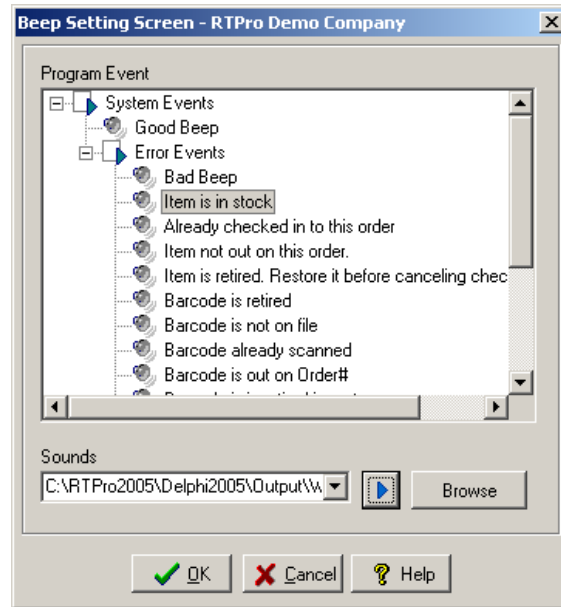 Beep Setting Screen - RTPro Demo Company
Program Event
System Events
Good Beep
Error Events
Bad Beep
Item is in stock
Already checked in to this order
Item not out on this order.
Item is retired. Restore it before canceling chec
Barcode is retired
Barcode is not on file
Barcode already scanned
Barcode is out on Order#
Sounds
C:\RTPro2005\Delphi2005\Output\W
Browse
OK
Cancel
Help